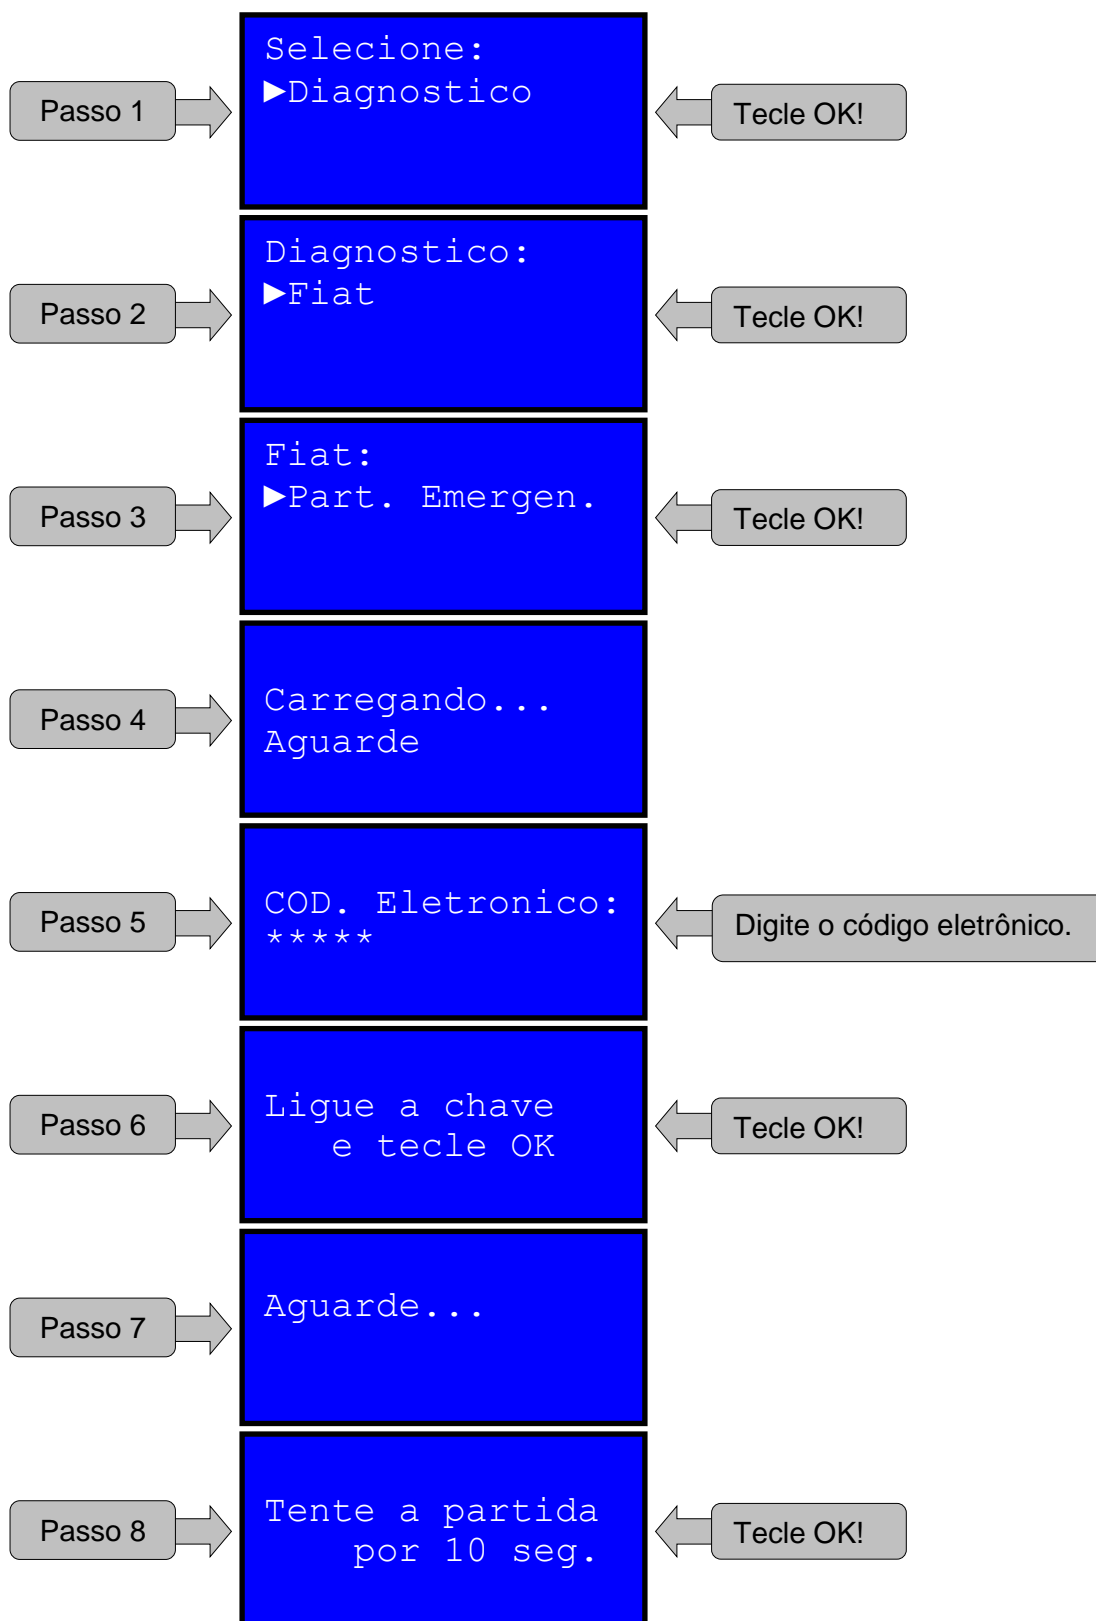 Passo 1
Selecione:
►Diagnostico
Tecle OK!
Passo 2
Diagnostico:
►Fiat
Tecle OK!
Passo 3
Fiat:
►Part. Emergen.
Tecle OK!
Passo 4
Carregando...
Aguarde
Passo 5
COD. Eletronico:
*****
Digite o código eletrônico.
Passo 6
Ligue a chave
e tecle OK
Tecle OK!
Passo 7
Aguarde...
Passo 8
Tente a partida
por 10 seg.
Tecle OK!